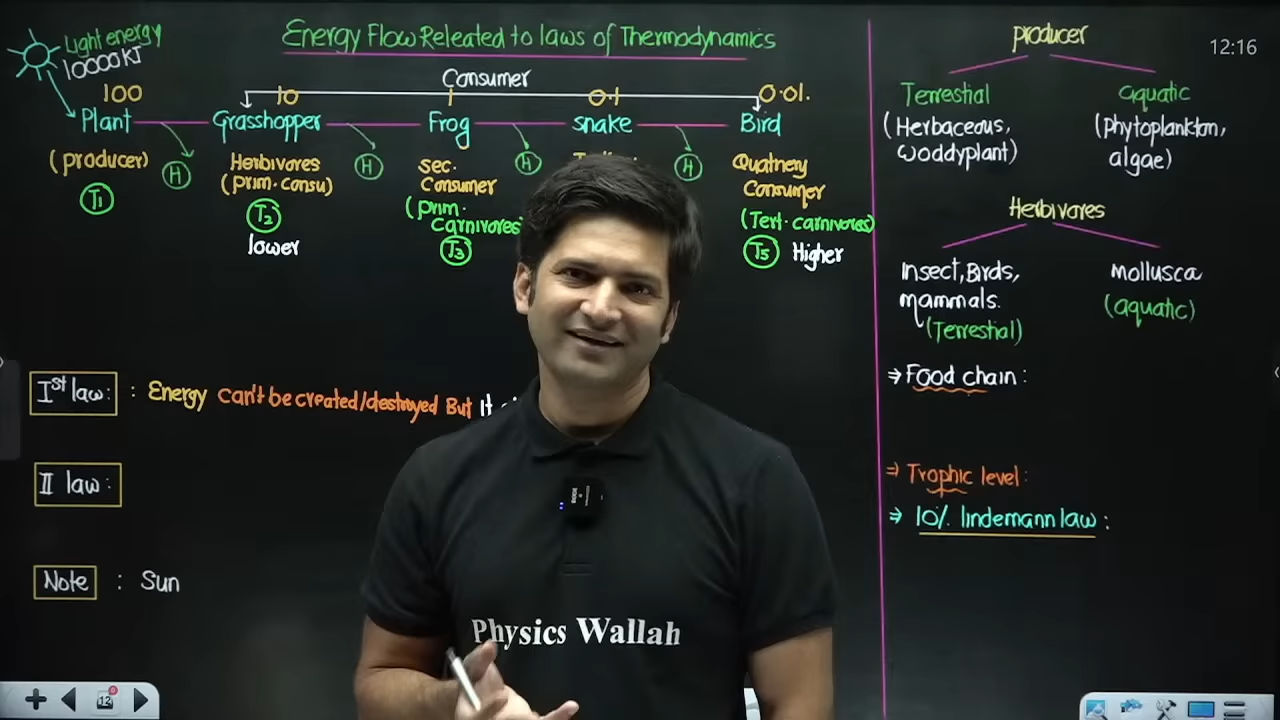 Energy Flow Releated to laws of Thermodynamics
Light energy
10000KJ
Consumer
100
10
1
0.1
0.01.
Plant
Grasshopper
Frog
snake
Bird
H
H
H
H
(producer)
T1
Herbivores
(prim. consu)
T2
lower
sec.
Consumer
(prim.
Carnivores)
T3
Quatnery
Consumer
(Tert. carnivores)
T5
Higher
Ist law: : Energy can't be created/destroyed But It
II law:
Note : Sun
producer
Terrestial
(Herbaceous,
woddyplant)
aquatic
(phytoplankton,
algae)
Herbivores
Insect, Birds,
mammals.
(Terrestial)
mollusca
(aquatic)
⇒ Food chain:
⇒ Trophic level:
⇒ 10% lindemann law:
12:16
Physics Wallah
12